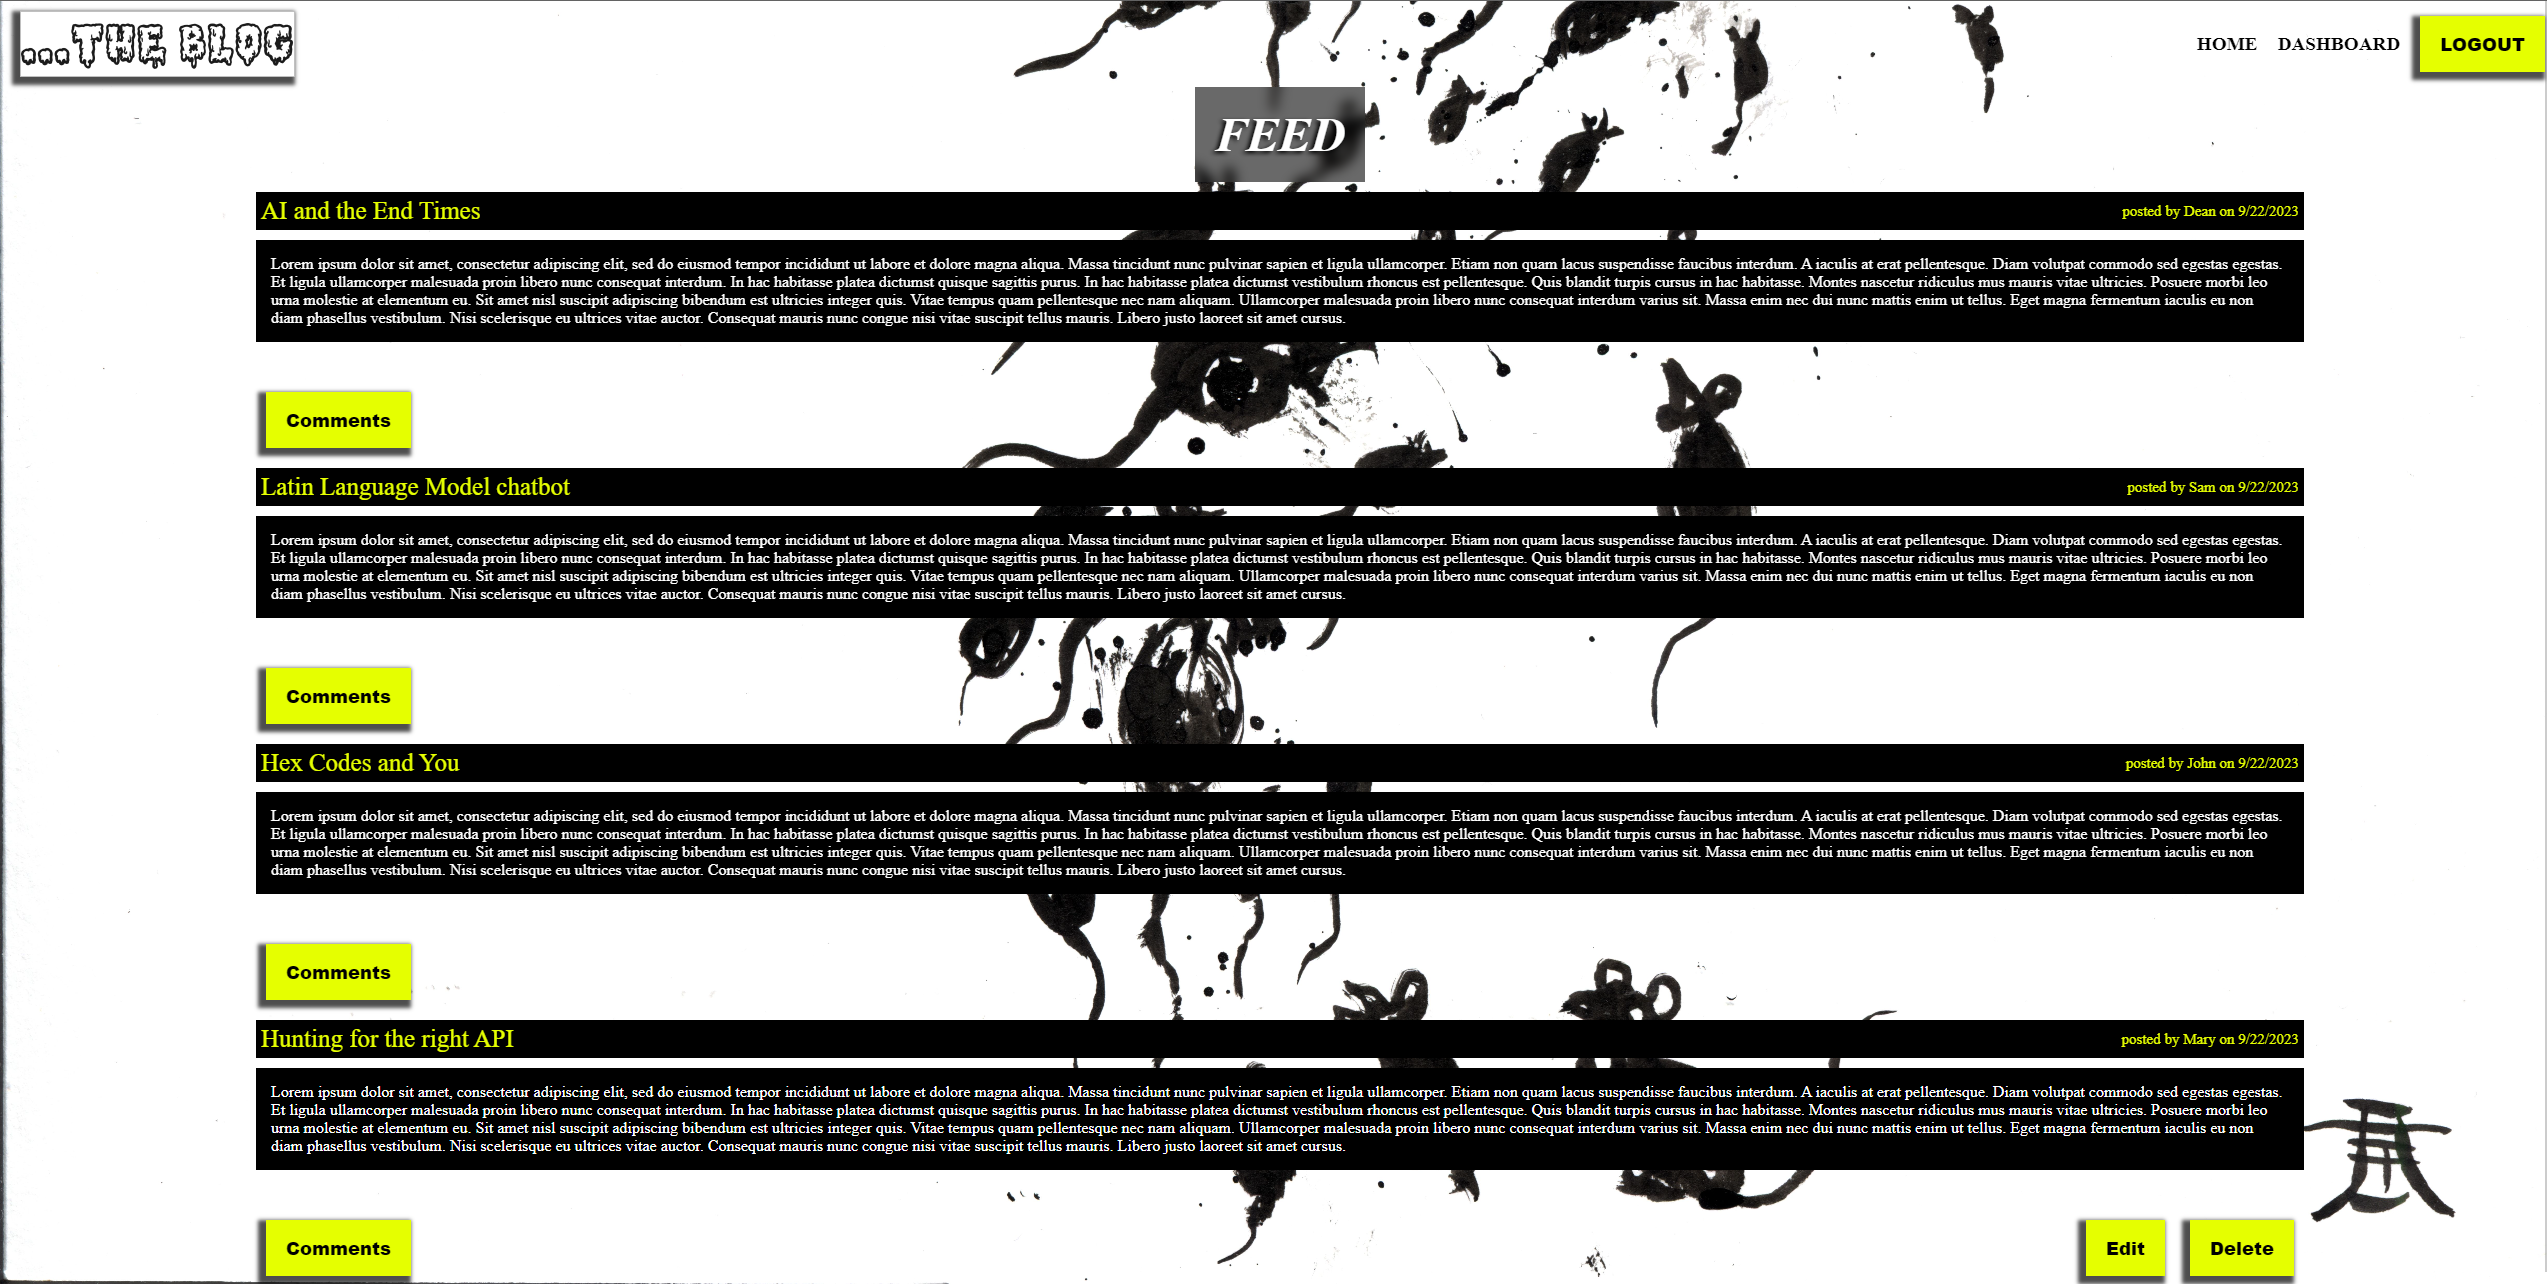 ...THE BLOG
HOME DASHBOARD LOGOUT
FEED
AI and the End Times posted by Dean on 9/22/2023
Lorem ipsum dolor sit amet, consectetur adipiscing elit, sed do eiusmod tempor incididunt ut labore et dolore magna aliqua. Massa tincidunt nunc pulvinar sapien et ligula ullamcorper. Etiam non quam lacus suspendisse faucibus interdum. A iaculis at erat pellentesque. Diam volutpat commodo sed egestas egestas.
Et ligula ullamcorper malesuada proin libero nunc consequat interdum. In hac habitasse platea dictumst quisque sagittis purus. In hac habitasse platea dictumst vestibulum rhoncus est pellentesque. Quis blandit turpis cursus in hac habitasse. Montes nascetur ridiculus mus mauris vitae ultricies. Posuere morbi leo
urna molestie at elementum eu. Sit amet nisl suscipit adipiscing bibendum est ultricies integer quis. Vitae tempus quam pellentesque nec nam aliquam. Ullamcorper malesuada proin libero nunc consequat interdum varius sit. Massa enim nec dui nunc mattis enim ut tellus. Eget magna fermentum iaculis eu non
diam phasellus vestibulum. Nisi scelerisque eu ultrices vitae auctor. Consequat mauris nunc congue nisi vitae suscipit tellus mauris. Libero justo laoreet sit amet cursus.
Comments
Latin Language Model chatbot posted by Sam on 9/22/2023
Lorem ipsum dolor sit amet, consectetur adipiscing elit, sed do eiusmod tempor incididunt ut labore et dolore magna aliqua. Massa tincidunt nunc pulvinar sapien et ligula ullamcorper. Etiam non quam lacus suspendisse faucibus interdum. A iaculis at erat pellentesque. Diam volutpat commodo sed egestas egestas.
Et ligula ullamcorper malesuada proin libero nunc consequat interdum. In hac habitasse platea dictumst quisque sagittis purus. In hac habitasse platea dictumst vestibulum rhoncus est pellentesque. Quis blandit turpis cursus in hac habitasse. Montes nascetur ridiculus mus mauris vitae ultricies. Posuere morbi leo
urna molestie at elementum eu. Sit amet nisl suscipit adipiscing bibendum est ultricies integer quis. Vitae tempus quam pellentesque nec nam aliquam. Ullamcorper malesuada proin libero nunc consequat interdum varius sit. Massa enim nec dui nunc mattis enim ut tellus. Eget magna fermentum iaculis eu non
diam phasellus vestibulum. Nisi scelerisque eu ultrices vitae auctor. Consequat mauris nunc congue nisi vitae suscipit tellus mauris. Libero justo laoreet sit amet cursus.
Comments
Hex Codes and You posted by John on 9/22/2023
Lorem ipsum dolor sit amet, consectetur adipiscing elit, sed do eiusmod tempor incididunt ut labore et dolore magna aliqua. Massa tincidunt nunc pulvinar sapien et ligula ullamcorper. Etiam non quam lacus suspendisse faucibus interdum. A iaculis at erat pellentesque. Diam volutpat commodo sed egestas egestas.
Et ligula ullamcorper malesuada proin libero nunc consequat interdum. In hac habitasse platea dictumst quisque sagittis purus. In hac habitasse platea dictumst vestibulum rhoncus est pellentesque. Quis blandit turpis cursus in hac habitasse. Montes nascetur ridiculus mus mauris vitae ultricies. Posuere morbi leo
urna molestie at elementum eu. Sit amet nisl suscipit adipiscing bibendum est ultricies integer quis. Vitae tempus quam pellentesque nec nam aliquam. Ullamcorper malesuada proin libero nunc consequat interdum varius sit. Massa enim nec dui nunc mattis enim ut tellus. Eget magna fermentum iaculis eu non
diam phasellus vestibulum. Nisi scelerisque eu ultrices vitae auctor. Consequat mauris nunc congue nisi vitae suscipit tellus mauris. Libero justo laoreet sit amet cursus.
Comments
Hunting for the right API posted by Mary on 9/22/2023
Lorem ipsum dolor sit amet, consectetur adipiscing elit, sed do eiusmod tempor incididunt ut labore et dolore magna aliqua. Massa tincidunt nunc pulvinar sapien et ligula ullamcorper. Etiam non quam lacus suspendisse faucibus interdum. A iaculis at erat pellentesque. Diam volutpat commodo sed egestas egestas.
Et ligula ullamcorper malesuada proin libero nunc consequat interdum. In hac habitasse platea dictumst quisque sagittis purus. In hac habitasse platea dictumst vestibulum rhoncus est pellentesque. Quis blandit turpis cursus in hac habitasse. Montes nascetur ridiculus mus mauris vitae ultricies. Posuere morbi leo
urna molestie at elementum eu. Sit amet nisl suscipit adipiscing bibendum est ultricies integer quis. Vitae tempus quam pellentesque nec nam aliquam. Ullamcorper malesuada proin libero nunc consequat interdum varius sit. Massa enim nec dui nunc mattis enim ut tellus. Eget magna fermentum iaculis eu non
diam phasellus vestibulum. Nisi scelerisque eu ultrices vitae auctor. Consequat mauris nunc congue nisi vitae suscipit tellus mauris. Libero justo laoreet sit amet cursus.
Comments Edit Delete